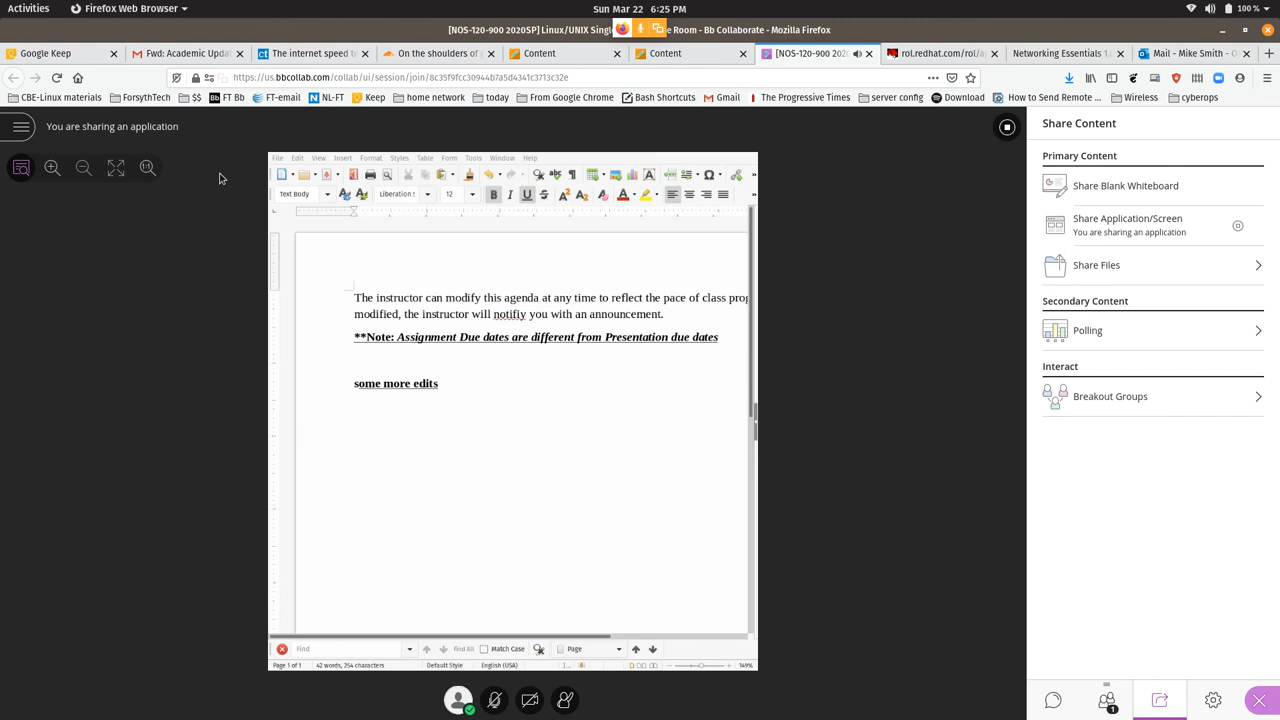 Activities
Firefox Web Browser
Sun Mar 22 6:25 PM
100 %
[NOS-120-900 2020SP] Linux/UNIX Singl e Room - Bb Collaborate - Mozilla Firefox
Google Keep
Fwd: Academic Updat
The internet speed t
On the shoulders of g
Content
Content
[NOS-120-900 202
rol.redhat.com/rol/a
Networking Essentials 1
Mail - Mike Smith - O
https://us.bbcollab.com/collab/ui/session/join/8c35f9fcc30944b7a5d4341c3713c32e
CBE-Linux materials
ForsythTech
$$
Bb FT Bb
FT-email
NL-FT
Keep
home network
today
From Google Chrome
Bash Shortcuts
Gmail
The Progressive Times
server config
Download
How to Send Remote ...
Wireless
cyberops
You are sharing an application
File Edit View Insert Format Styles Table Form Tools Window Help
Text Body
Liberation
12
The instructor can modify this agenda at any time to reflect the pace of class prog
modified, the instructor will notifiy you with an announcement.
**Note: Assignment Due dates are different from Presentation due dates
some more edits
Find
Find All
Match Case
Page
Page 1 of 1
42 words, 254 characters
Default Style
English (USA)
149%
Share Content
Primary Content
Share Blank Whiteboard
Share Application/Screen
You are sharing an application
Share Files
Secondary Content
Polling
Interact
Breakout Groups
1